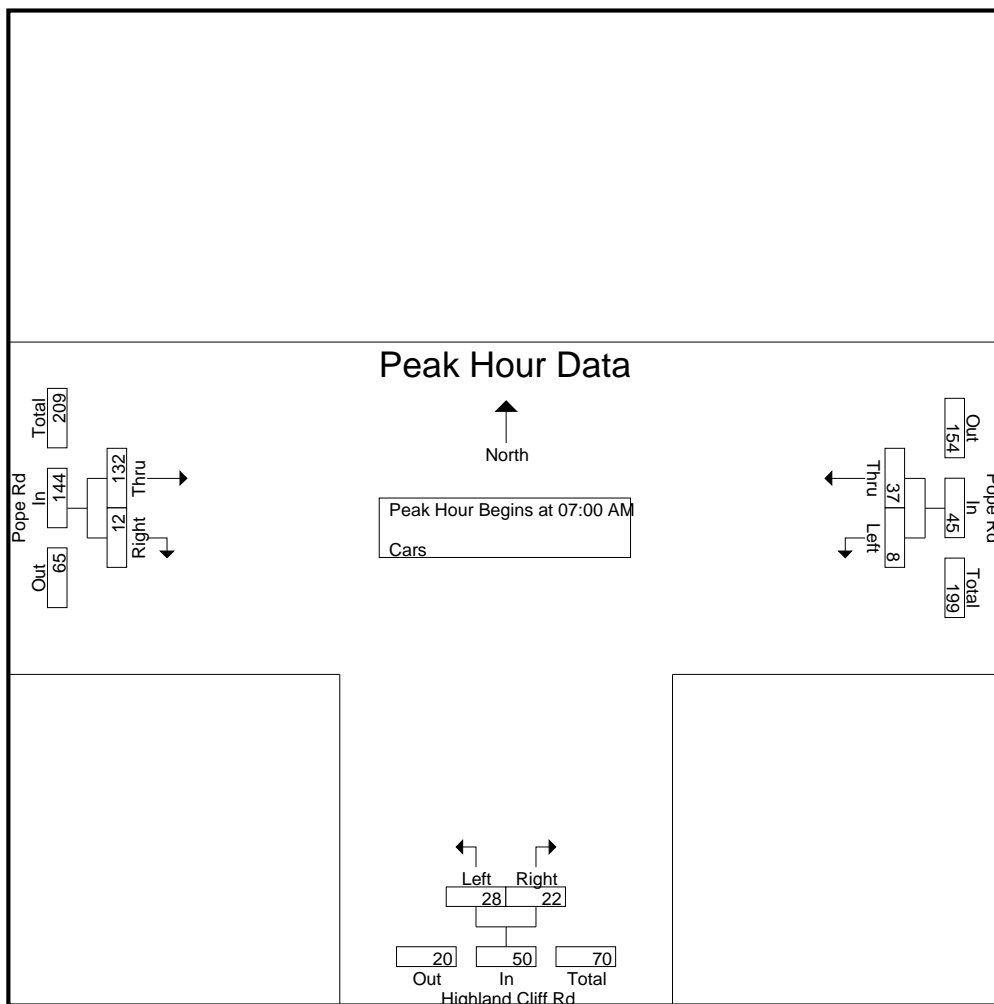 Peak Hour Data
North
Peak Hour Begins at 07:00 AM
Cars
Pope Rd
Total
209
In
144
Out
65
132
Thru
12
Right
Thru
37
Left
8
Out
154
In
45
Total
199
Pope Rd
Left Right
28 22
20 50 70
Out In Total
Highland Cliff Rd